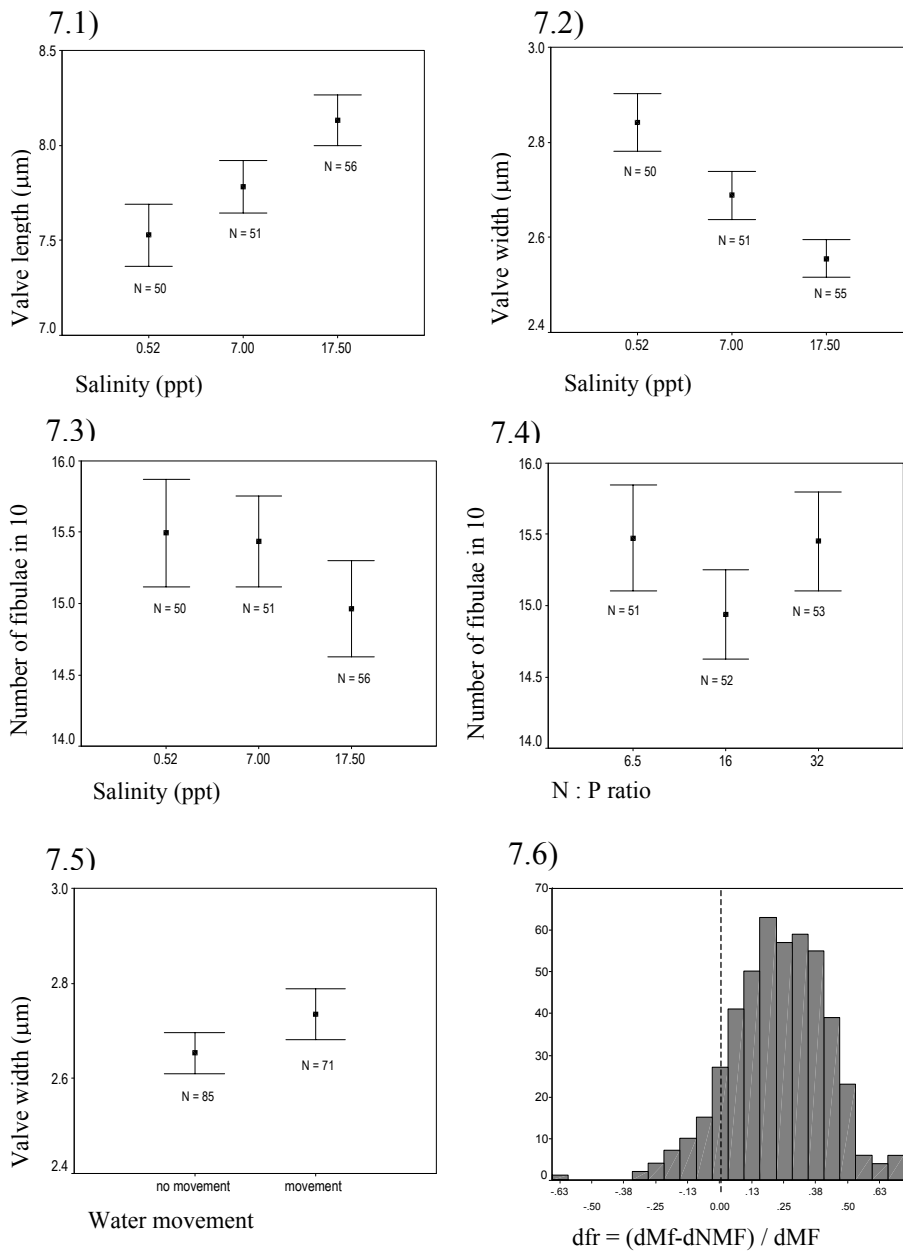 7.1)
8.5
8.0
7.5
7.0
Valve length (µm)
N = 50
N = 51
N = 56
0.52 7.00 17.50
Salinity (ppt)
7.2)
3.0
2.8
2.6
2.4
Valve width (µm)
N = 50
N = 51
N = 55
0.52 7.00 17.50
Salinity (ppt)
7.3)
16.0
15.5
15.0
14.5
14.0
Number of fibulae in 10
N = 50
N = 51
N = 56
0.52 7.00 17.50
Salinity (ppt)
7.4)
16.0
15.5
15.0
14.5
14.0
Number of fibulae in 10
N = 51
N = 52
N = 53
6.5 16 32
N : P ratio
7.5)
3.0
2.8
2.6
2.4
Valve width (µm)
N = 85
N = 71
no movement movement
Water movement
7.6)
70
60
50
40
30
20
10
0
-.63 -.38 -.13 .13 .38 .63
-.50 -.25 0.00 .25 .50
dfr = (dMf-dNMF) / dMF